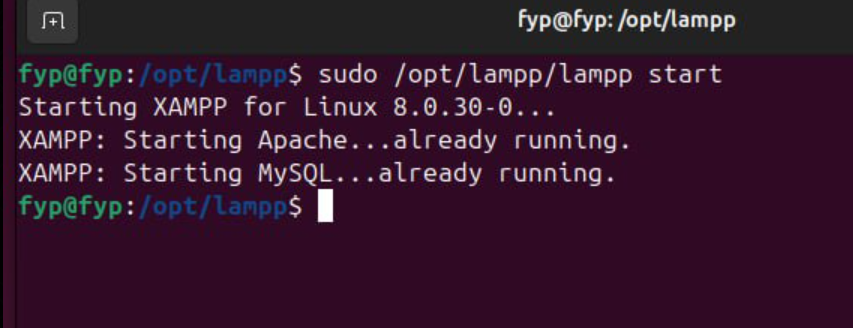 fyp@fyp: /opt/lampp
fyp@fyp:/opt/lampp$ sudo /opt/lampp/lampp start
Starting XAMPP for Linux 8.0.30-0...
XAMPP: Starting Apache...already running.
XAMPP: Starting MySQL...already running.
fyp@fyp:/opt/lampp$